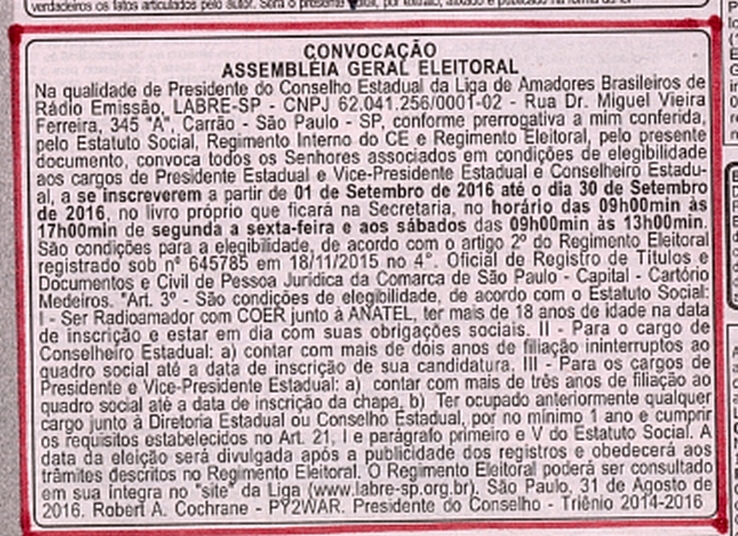 verdadeiros os fatos articulados pelo autor. Será o presente
CONVOCAÇÃO
ASSEMBLÉIA GERAL ELEITORAL
Na qualidade de Presidente do Conselho Estadual da Liga de Amadores Brasileiros de
Rádio Emissão, LABRE-SP - CNPJ 62.041.256/0001-02 - Rua Dr. Miguel Vieira
Ferreira, 345 "A", Carrão - São Paulo - SP, conforme prerrogativa a mim conferida,
pelo Estatuto Social, Regimento Interno do CE e Regimento Eleitoral, pelo presente
documento, convoca todos os Senhores associados em condições de elegibilidade
aos cargos de Presidente Estadual e Vice-Presidente Estadual e Conselheiro Estadu-
al, a se inscreverem a partir de 01 de Setembro de 2016 até o dia 30 de Setembro
de 2016, no livro próprio que ficará na Secretaria, no horário das 09h00min às
17h00min de segunda a sexta-feira e aos sábados das 09h00min às 13h00min.
São condições para a elegibilidade, de acordo com o artigo 2º do Regimento Eleitoral
registrado sob nº 645785 em 18/11/2015 no 4°. Oficial de Registro de Títulos e
Documentos e Civil de Pessoa Jurídica da Comarca de São Paulo - Capital - Cartório
Medeiros. "Art. 3º - São condições de elegibilidade, de acordo com o Estatuto Social:
I - Ser Radioamador com COER junto à ANATEL, ter mais de 18 anos de idade na data
de inscrição e estar em dia com suas obrigações sociais. II - Para o cargo de
Conselheiro Estadual: a) contar com mais de dois anos de filiação ininterruptos ao
quadro social até a data de inscrição de sua candidatura. III - Para os cargos de
Presidente e Vice-Presidente Estadual: a) contar com mais de três anos de filiação ao
quadro social até a data de inscrição da chapa, b) Ter ocupado anteriormente qualquer
cargo junto à Diretoria Estadual ou Conselho Estadual, por no mínimo 1 ano e cumprir
os requisitos estabelecidos no Art. 21, I e parágrafo primeiro e V do Estatuto Social. A
data da eleição será divulgada após a publicidade dos registros e obedecerá aos
trâmites descritos no Regimento Eleitoral. O Regimento Eleitoral poderá ser consultado
em sua íntegra no "site" da Liga (www.labre-sp.org.br). São Paulo, 31 de Agosto de
2016. Robert A. Cochrane - PY2WAR. Presidente do Conselho - Triênio 2014-2016